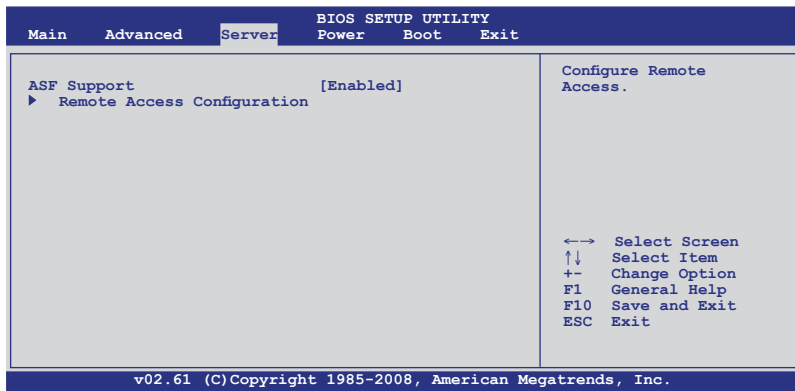 BIOS SETUP UTILITY
Main Advanced Server Power Boot Exit
ASF Support [Enabled]
▶ Remote Access Configuration
Configure Remote
Access.
←→ Select Screen
↑↓ Select Item
+- Change Option
F1 General Help
F10 Save and Exit
ESC Exit
v02.61 (C)Copyright 1985-2008, American Megatrends, Inc.